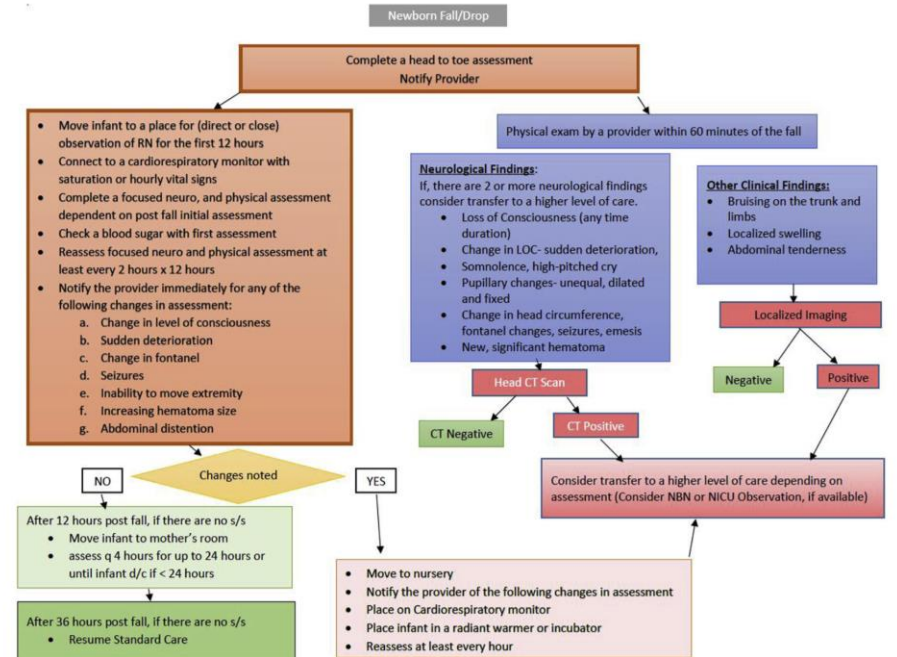 Newborn Fall/Drop
Complete a head to toe assessment
Notify Provider
• Move infant to a place for (direct or close)
observation of RN for the first 12 hours
• Connect to a cardiorespiratory monitor with
saturation or hourly vital signs
• Complete a focused neuro, and physical assessment
dependent on post fall initial assessment
• Check a blood sugar with first assessment
• Reassess focused neuro and physical assessment at
least every 2 hours x 12 hours
• Notify the provider immediately for any of the
following changes in assessment:
a. Change in level of consciousness
b. Sudden deterioration
c. Change in fontanel
d. Seizures
e. Inability to move extremity
f. Increasing hematoma size
g. Abdominal distention
Physical exam by a provider within 60 minutes of the fall
Neurological Findings:
If, there are 2 or more neurological findings
consider transfer to a higher level of care.
• Loss of Consciousness (any time
duration)
• Change in LOC- sudden deterioration,
• Somnolence, high-pitched cry
• Pupillary changes- unequal, dilated
and fixed
• Change in head circumference,
fontanel changes, seizures, emesis
• New, significant hematoma
Other Clinical Findings:
• Bruising on the trunk and
limbs
• Localized swelling
• Abdominal tenderness
Localized Imaging
Negative
Positive
Head CT Scan
CT Negative
CT Positive
Consider transfer to a higher level of care depending on
assessment (Consider NBN or NICU Observation, if available)
Changes noted
NO
YES
After 12 hours post fall, if there are no s/s
• Move infant to mother's room
• assess q 4 hours for up to 24 hours or
until infant d/c if < 24 hours
After 36 hours post fall, if there are no s/s
• Resume Standard Care
• Move to nursery
• Notify the provider of the following changes in assessment
• Place on Cardiorespiratory monitor
• Place infant in a radiant warmer or incubator
• Reassess at least every hour